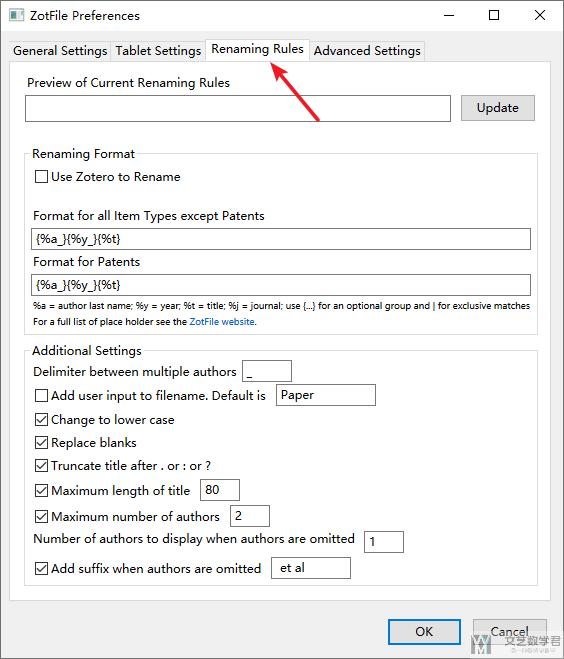 ZotFile Preferences
General Settings Tablet Settings Renaming Rules Advanced Settings
Preview of Current Renaming Rules
Update
Renaming Format
Use Zotero to Rename
Format for all Item Types except Patents
{%a_}{%y_}{%t}
Format for Patents
{%a_}{%y_}{%t}
%a = author last name; %y = year; %t = title; %j = journal; use {...} for an optional group and | for exclusive matches
For a full list of place holder see the ZotFile website.
Additional Settings
Delimiter between multiple authors _
Add user input to filename. Default is Paper
Change to lower case
Replace blanks
Truncate title after . or : or ?
Maximum length of title 80
Maximum number of authors 2
Number of authors to display when authors are omitted 1
Add suffix when authors are omitted et al
OK Cancel
文艺数学君